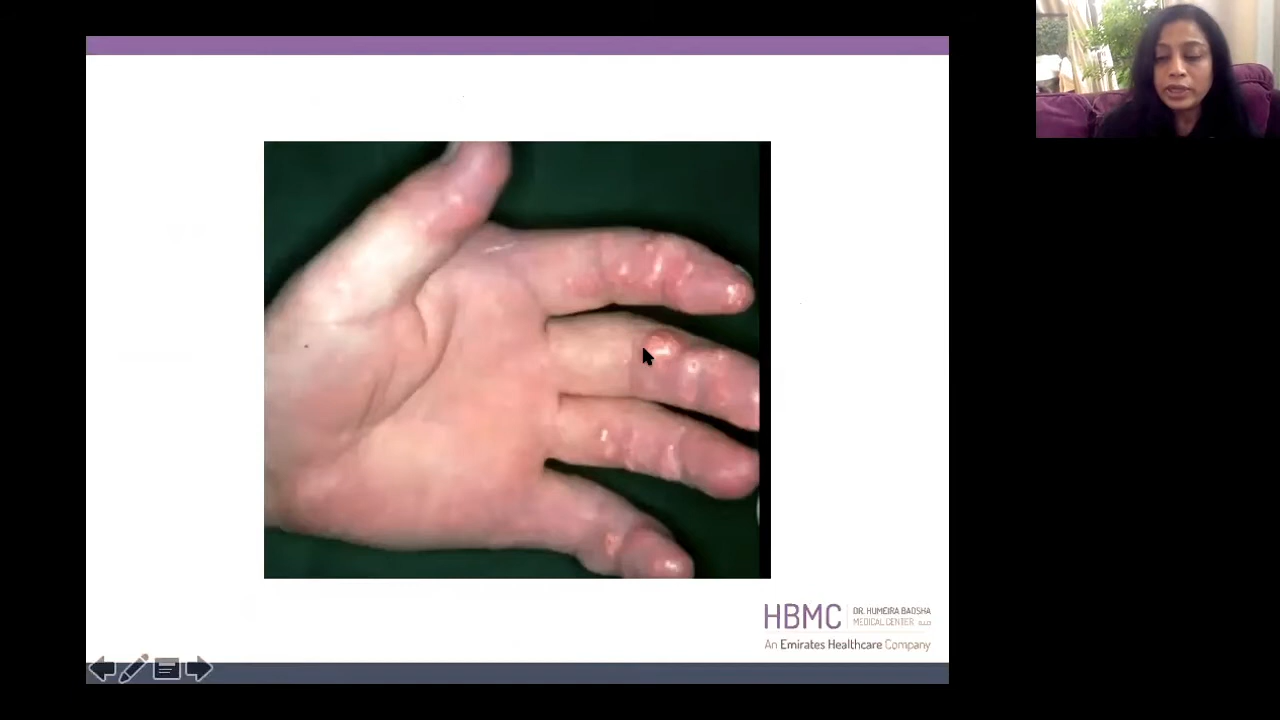 HBMC
DR. HUMEIRA BADSHA
MEDICAL CENTER
An Emirates Healthcare Company